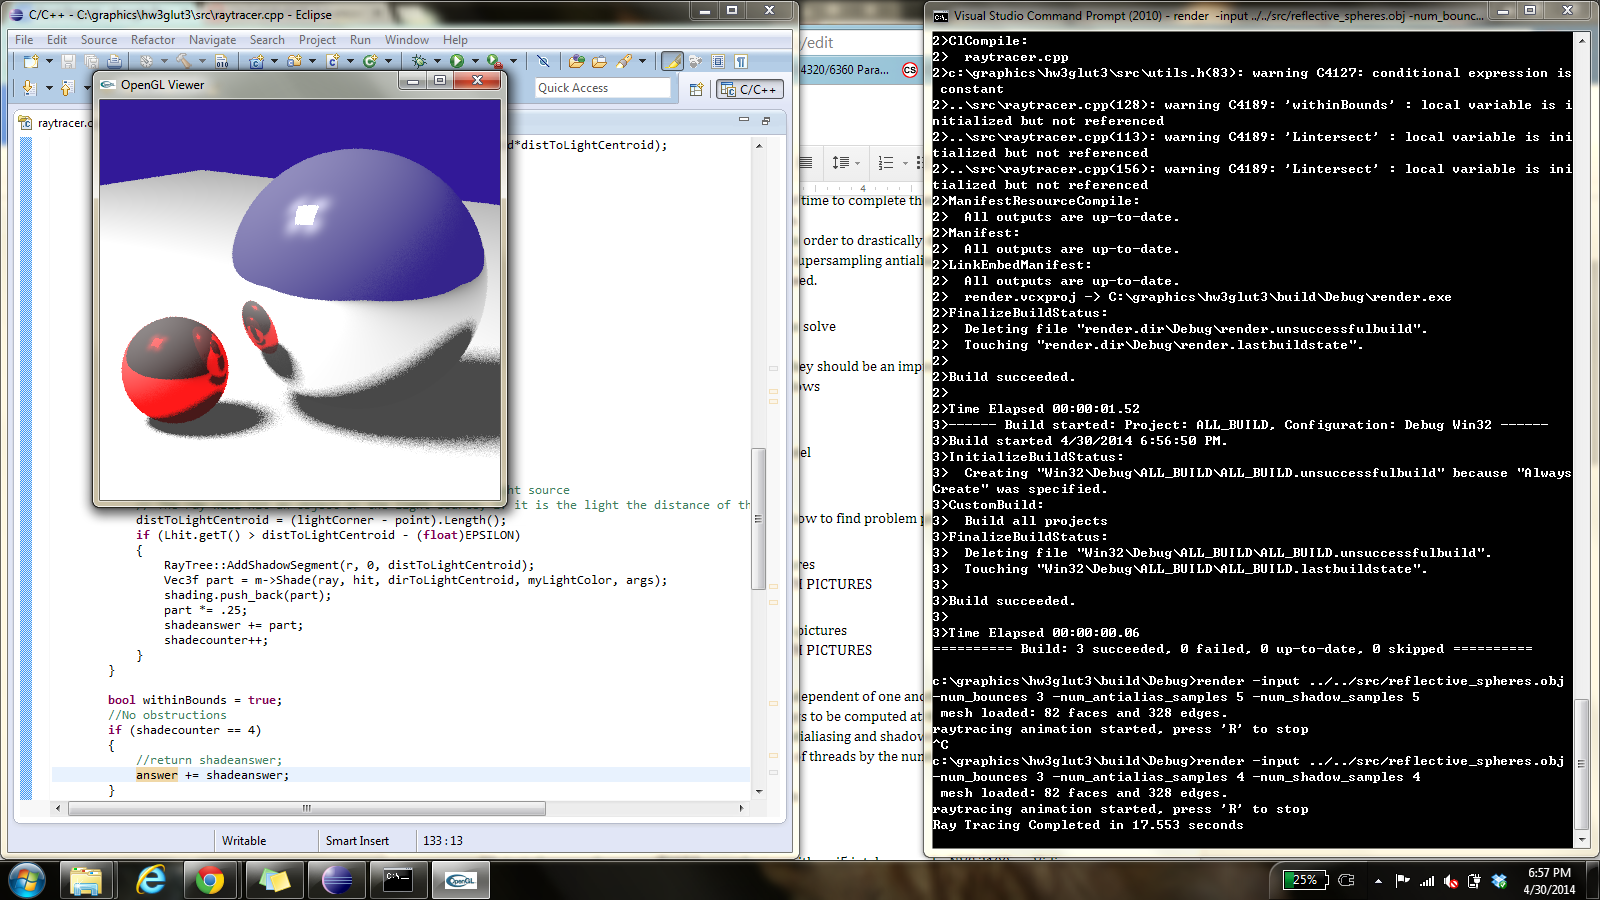 C/C++ - C:\graphics\hw3glut3\src\raytracer.cpp - Eclipse
File Edit Source Refactor Navigate Search Project Run Window Help
Quick Access
C/C++
raytracer.c
OpenGL Viewer
d*distToLightCentroid);
ht source
it is the light the distance of th
distToLightCentroid = (lightCorner - point).Length();
if (Lhit.getT() > distToLightCentroid - (float)EPSILON)
{
RayTree::AddShadowSegment(r, 0, distToLightCentroid);
Vec3f part = m->Shade(ray, hit, dirToLightCentroid, myLightColor, args);
shading.push_back(part);
part *= .25;
shadeanswer += part;
shadecounter++;
}
}
bool withinBounds = true;
//No obstructions
if (shadecounter == 4)
{
//return shadeanswer;
answer += shadeanswer;
}
Writable
Smart Insert
133 : 13
/edit
4320/6360 Para...
CS
4
time to complete the
order to drastically
upersampling antiali
ed.
solve
ey should be an imp
ows
el
ow to find problem p
res
I PICTURES
pictures
I PICTURES
ependent of one ano
s to be computed at
ialiasing and shadow
of threads by the num
Visual Studio Command Prompt (2010) - render -input ../../src/reflective_spheres.obj -num_bounc...
2>ClCompile:
2>  raytracer.cpp
2>c:\graphics\hw3glut3\src\utils.h(83): warning C4127: conditional expression is
 constant
2>..\src\raytracer.cpp(128): warning C4189: 'withinBounds' : local variable is i
nitialized but not referenced
2>..\src\raytracer.cpp(113): warning C4189: 'Lintersect' : local variable is ini
tialized but not referenced
2>..\src\raytracer.cpp(156): warning C4189: 'Lintersect' : local variable is ini
tialized but not referenced
2>ManifestResourceCompile:
2>  All outputs are up-to-date.
2>Manifest:
2>  All outputs are up-to-date.
2>LinkEmbedManifest:
2>  All outputs are up-to-date.
2>  render.vcxproj -> C:\graphics\hw3glut3\build\Debug\render.exe
2>FinalizeBuildStatus:
2>  Deleting file "render.dir\Debug\render.unsuccessfulbuild".
2>  Touching "render.dir\Debug\render.lastbuildstate".
2>
2>Build succeeded.
2>
2>Time Elapsed 00:00:01.52
3>------ Build started: Project: ALL_BUILD, Configuration: Debug Win32 ------
3>Build started 4/30/2014 6:56:50 PM.
3>InitializeBuildStatus:
3>  Creating "Win32\Debug\ALL_BUILD\ALL_BUILD.unsuccessfulbuild" because "Always
Create" was specified.
3>CustomBuild:
3>  Build all projects
3>FinalizeBuildStatus:
3>  Deleting file "Win32\Debug\ALL_BUILD\ALL_BUILD.unsuccessfulbuild".
3>  Touching "Win32\Debug\ALL_BUILD\ALL_BUILD.lastbuildstate".
3>
3>Build succeeded.
3>
3>Time Elapsed 00:00:00.06
========== Build: 3 succeeded, 0 failed, 0 up-to-date, 0 skipped ==========
c:\graphics\hw3glut3\build\Debug>render -input ../../src/reflective_spheres.obj
-num_bounces 3 -num_antialias_samples 5 -num_shadow_samples 5
 mesh loaded: 82 faces and 328 edges.
raytracing animation started, press 'R' to stop
^C
c:\graphics\hw3glut3\build\Debug>render -input ../../src/reflective_spheres.obj
-num_bounces 3 -num_antialias_samples 4 -num_shadow_samples 4
 mesh loaded: 82 faces and 328 edges.
raytracing animation started, press 'R' to stop
Ray Tracing Completed in 17.553 seconds
OpenGL
25%
6:57 PM
4/30/2014